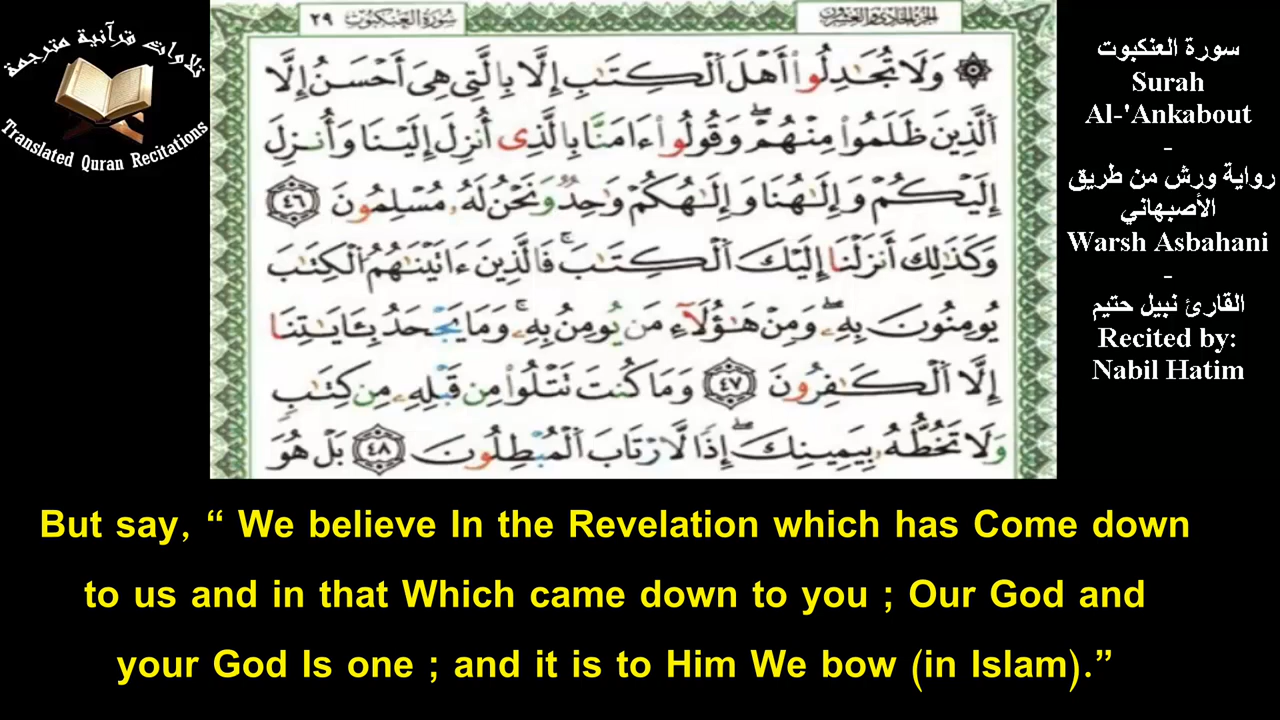 تلاوات قرآنية مترجمة
Translated Quran Recitations
الجزء الحادي والعشرون
سورة العنكبوت ٢٩
۞ وَلَا تُجَٰدِلُوٓا۟ أَهْلَ ٱلْكِتَٰبِ إِلَّا بِٱلَّتِى هِىَ أَحْسَنُ إِلَّا
ٱلَّذِينَ ظَلَمُوا۟ مِنْهُمْ ۖ وَقُولُوٓا۟ ءَامَنَّا بِٱلَّذِىٓ أُنزِلَ إِلَيْنَا وَأُنزِلَ
إِلَيْكُمْ وَإِلَٰهُنَا وَإِلَٰهُكُمْ وَٰحِدٌ وَنَحْنُ لَهُۥ مُسْلِمُونَ ٤٦
وَكَذَٰلِكَ أَنزَلْنَا إِلَيْكَ ٱلْكِتَٰبَ ۚ فَٱلَّذِينَ ءَاتَيْنَٰهُمُ ٱلْكِتَٰبَ
يُومِنُونَ بِهِۦ ۖ وَمِنْ هَٰٓؤُلَآءِ مَن يُومِنُ بِهِۦ ۚ وَمَا يَجْحَدُ بِـَٔايَٰتِنَا
إِلَّا ٱلْكَٰفِرُونَ ٤٧ وَمَا كُنتَ تَتْلُوا۟ مِن قَبْلِهِۦ مِن كِتَٰبٍ
وَلَا تَخُطُّهُۥ بِيَمِينِكَ ۖ إِذًا لَّارْتَابَ ٱلْمُبْطِلُونَ ٤٨ بَلْ هُوَ
سورة العنكبوت
Surah
Al-'Ankabout
-
رواية ورش من طريق
الأصبهاني
Warsh Asbahani
-
القارئ نبيل حتيم
Recited by:
Nabil Hatim
But say, “ We believe In the Revelation which has Come down
to us and in that Which came down to you ; Our God and
your God Is one ; and it is to Him We bow (in Islam).”